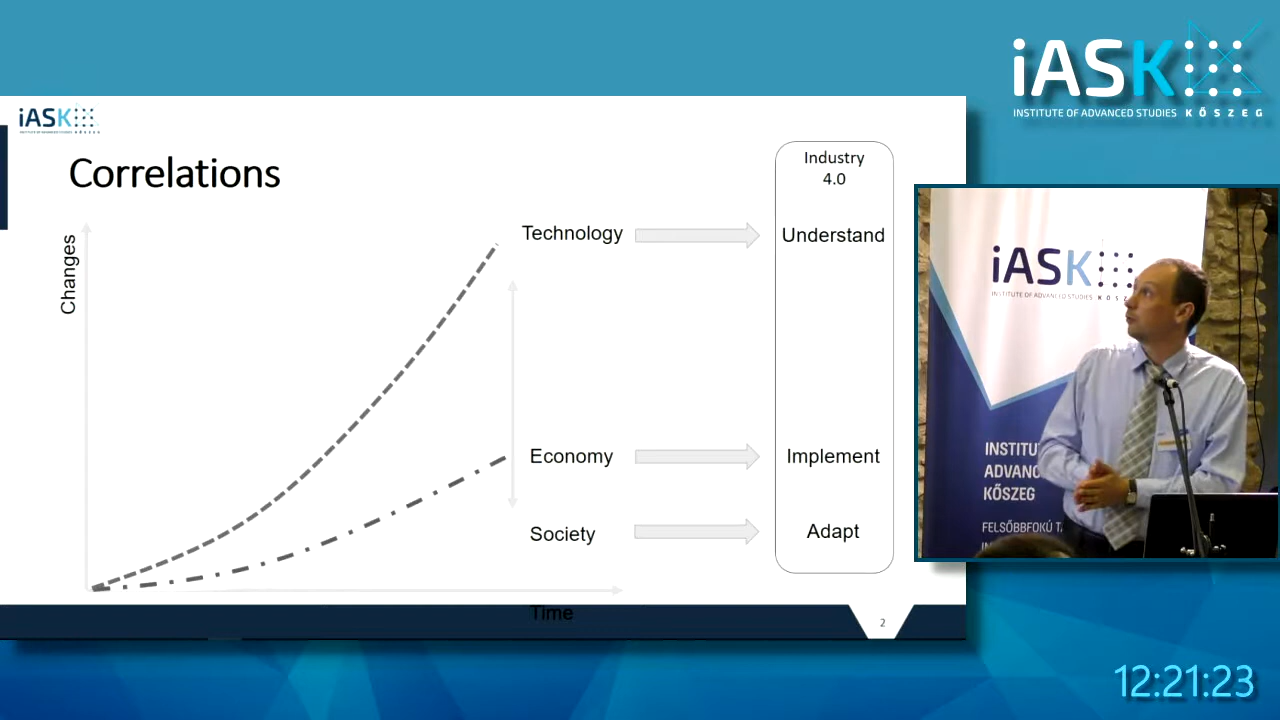 iASK
INSTITUTE OF ADVANCED STUDIES KŐSZEG
iASK
Correlations
Industry
4.0
Changes
Technology
Understand
Economy
Implement
Society
Adapt
Time
2
iASK
INSTITUTE OF ADVANCED STUDIES
INSTITU
ADVANC
KŐSZEG
FELSŐBBFOKÚ T
12:21:23